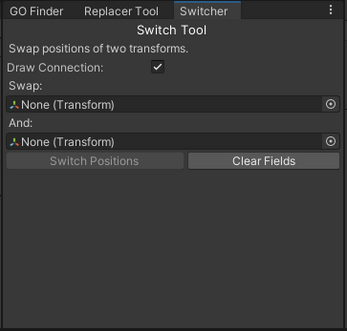 GO Finder Replacer Tool Switcher
Switch Tool
Swap positions of two transforms.
Draw Connection:
Swap:
None (Transform)
And:
None (Transform)
Switch Positions Clear Fields